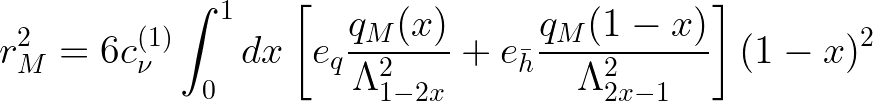 r_M^2 = 6c_\nu^{(1)} \int_0^1 dx \left[ e_q \frac{q_M(x)}{\Lambda_{1-2x}^2} + e_{\bar{h}} \frac{q_M(1-x)}{\Lambda_{2x-1}^2} \right] (1-x)^2